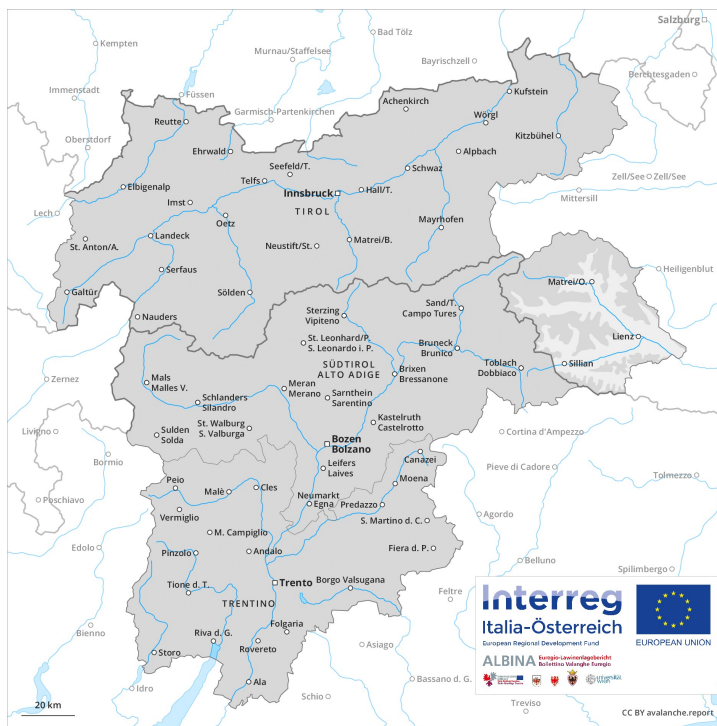 Salzburg
Kempten
Bad Tölz
Murnau/Staffelsee
Bayrischzell
Berchtesgaden
Immenstadt
Füssen
Kufstein
Achenkirch
Garmisch-Partenkirchen
Reutte
Wörgl
Oberstdorf
Kitzbühel
Ehrwald
Alpbach
Seefeld/T.
Schwaz
Telfs
Zell/See
Zell/See
Elbigenalp
Innsbruck
Hall/T.
Mittersill
Imst
TIROL
Lech
Oetz
Mayrhofen
Landeck
Matrei/B.
St. Anton/A.
Neustift/St.
Serfaus
Heiligenblut
Galtür
Sölden
Matrei/O.
Nauders
Sterzing
Vipiteno
Sand/T.
Campo Tures
St. Leonhard/P.
S. Leonardo i. P.
Lienz
Bruneck
Brunico
SÜDTIROL
ALTO ADIGE
Toblach
Dobbiaco
Sillian
Brixen
Bressanone
Zernez
Mals
Malles V.
Meran
Merano
Sarnthein
Sarentino
Schlanders
Silandro
St. Walburg
S. Valburga
Kastelruth
Castelrotto
Livigno
Sulden
Solda
Cortina d'Ampezzo
Bozen
Bolzano
Bormio
Canazei
Pieve di Cadore
Leifers
Laives
Tolmezzo
Peio
Malè
Cles
Moena
Poschiavo
Neumarkt
Egna
Predazzo
Vermiglio
Agordo
S. Martino d. C.
M. Campiglio
Edolo
Pinzolo
Andalo
Fiera d. P.
Belluno
Spilimbergo
Tione d. T.
Trento
Borgo Valsugana
Feltre
TRENTINO
Folgaria
Bienno
Riva d. G.
Rovereto
Asiago
Storo
Idro
Ala
Schio
Bassano d. G.
Treviso
20 km
Interreg
Italia-Österreich
European Regional Development Fund
EUROPEAN UNION
ALBINA
Euregio-Lawinenlagebericht
Bollettino Valanghe Euregio
universität
wien
CC BY avalanche.report